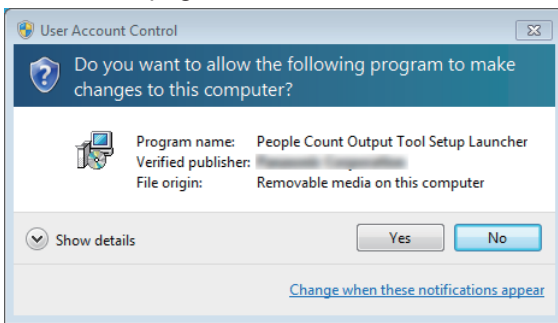 User Account Control
Do you want to allow the following program to make
changes to this computer?
Program name: People Count Output Tool Setup Launcher
Verified publisher:
File origin: Removable media on this computer
Show details
Yes No
Change when these notifications appear